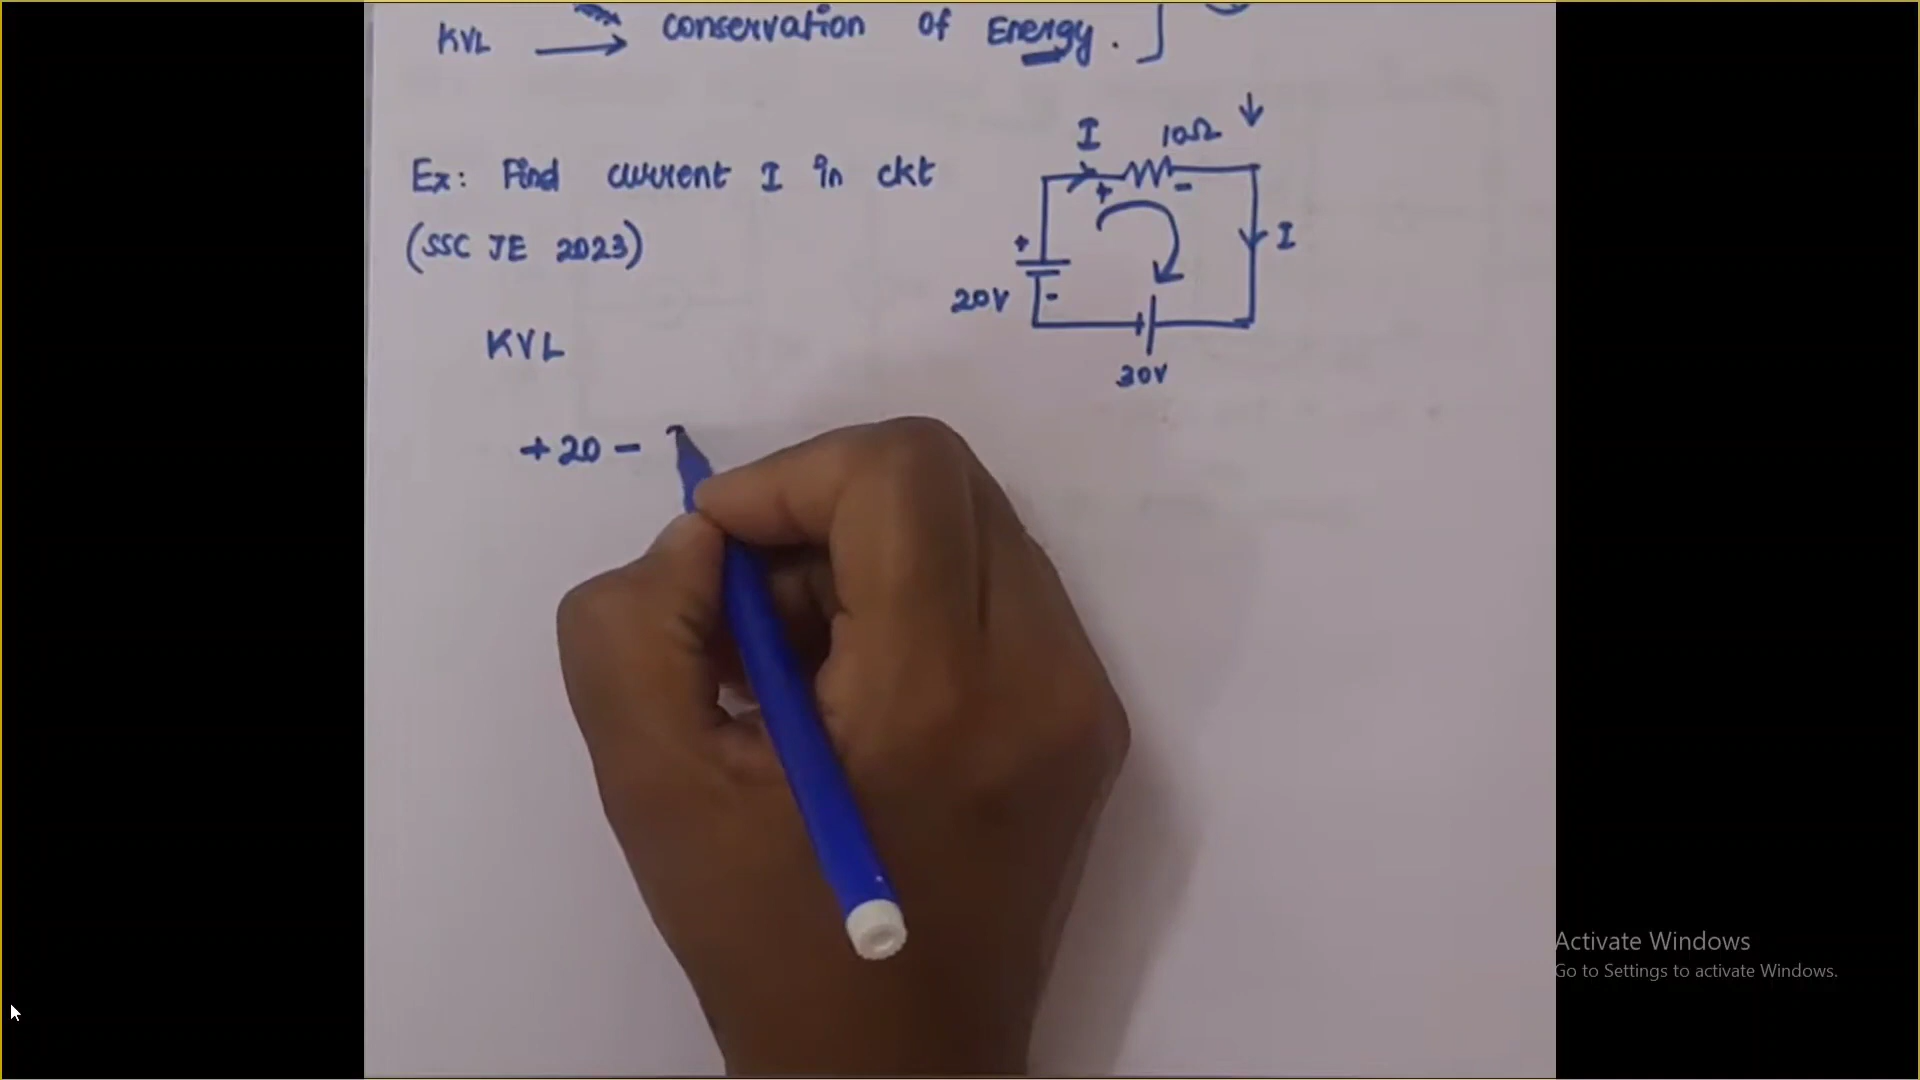 KVL → conservation of Energy.
I 10Ω
Ex: Find current I in ckt
+ -
(SSC JE 2023)
+ I
20V -
KVL
30V
+20 -
Activate Windows
Go to Settings to activate Windows.